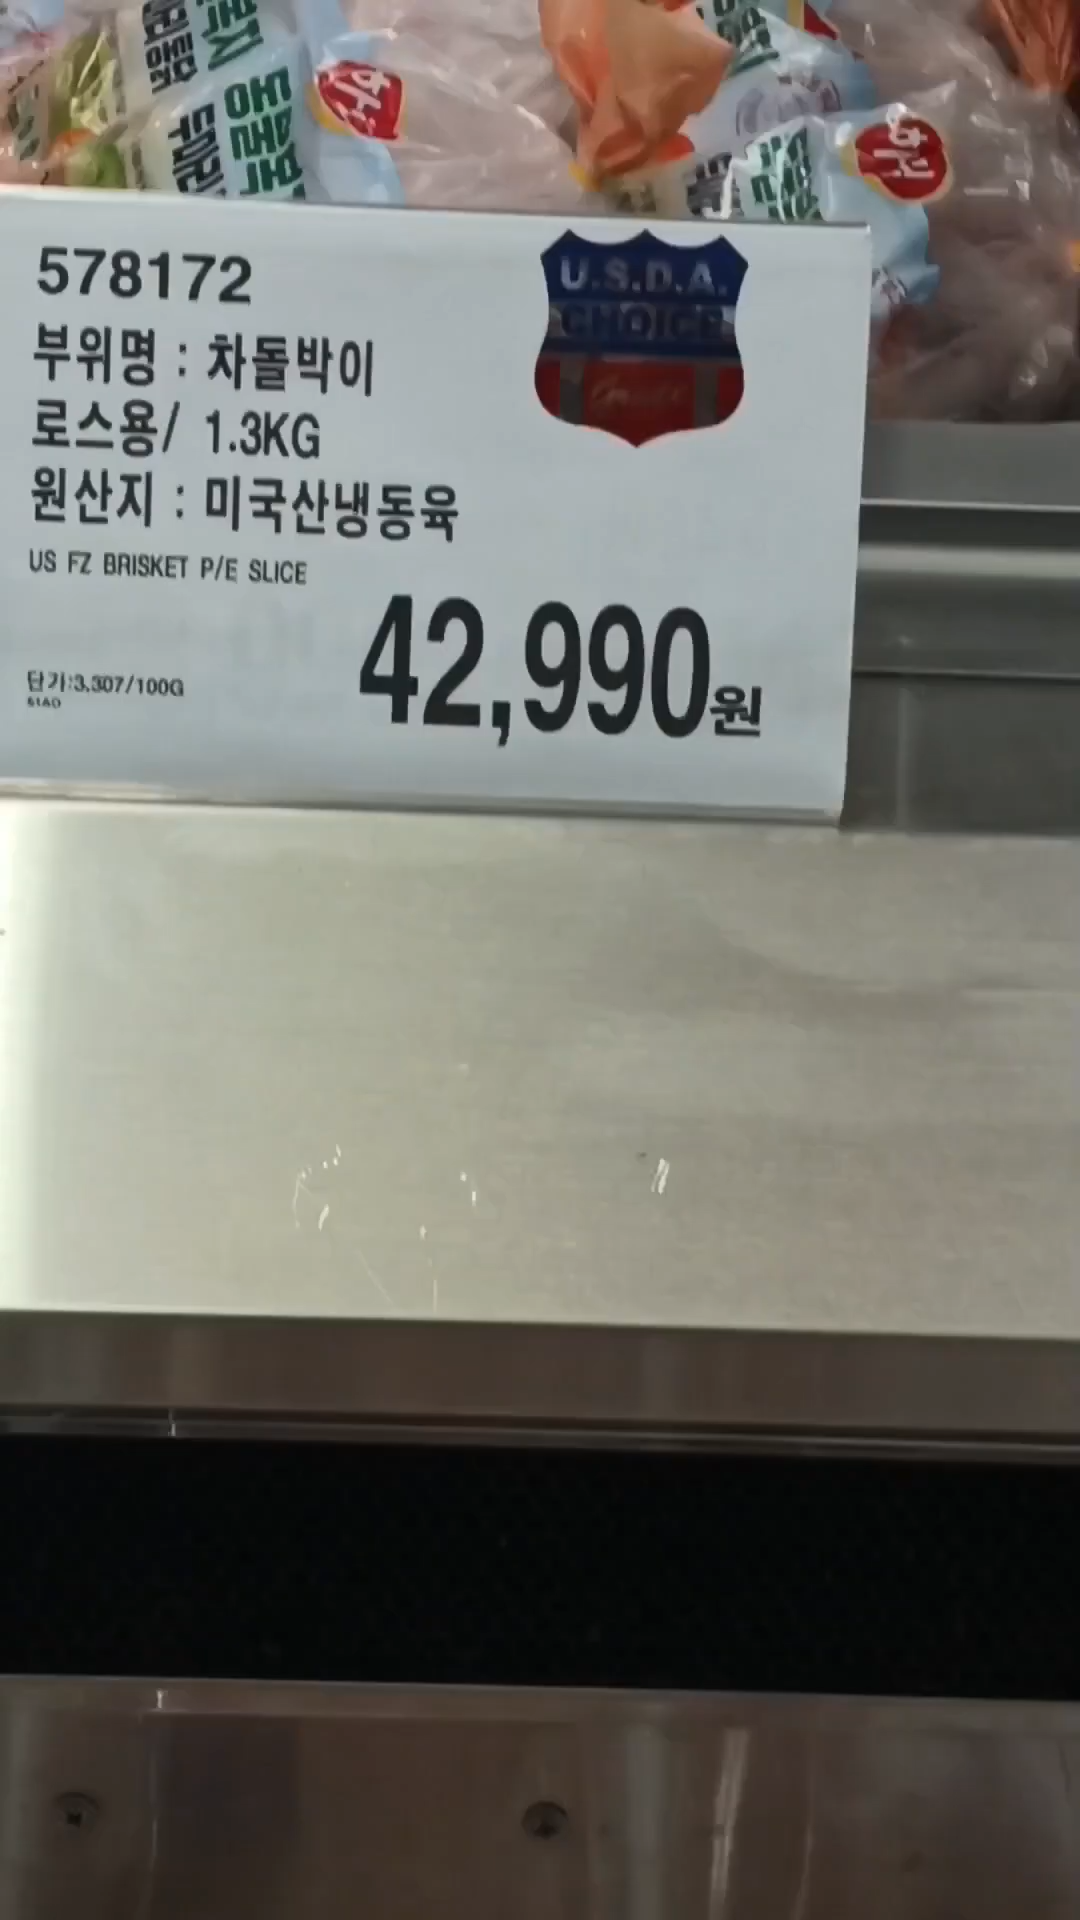 578172
부위명 : 차돌박이
로스용/ 1.3KG
원산지 : 미국산냉동육
US FZ BRISKET P/E SLICE
42,990원
단가:3,307/100G
U.S.D.A.
CHOICE